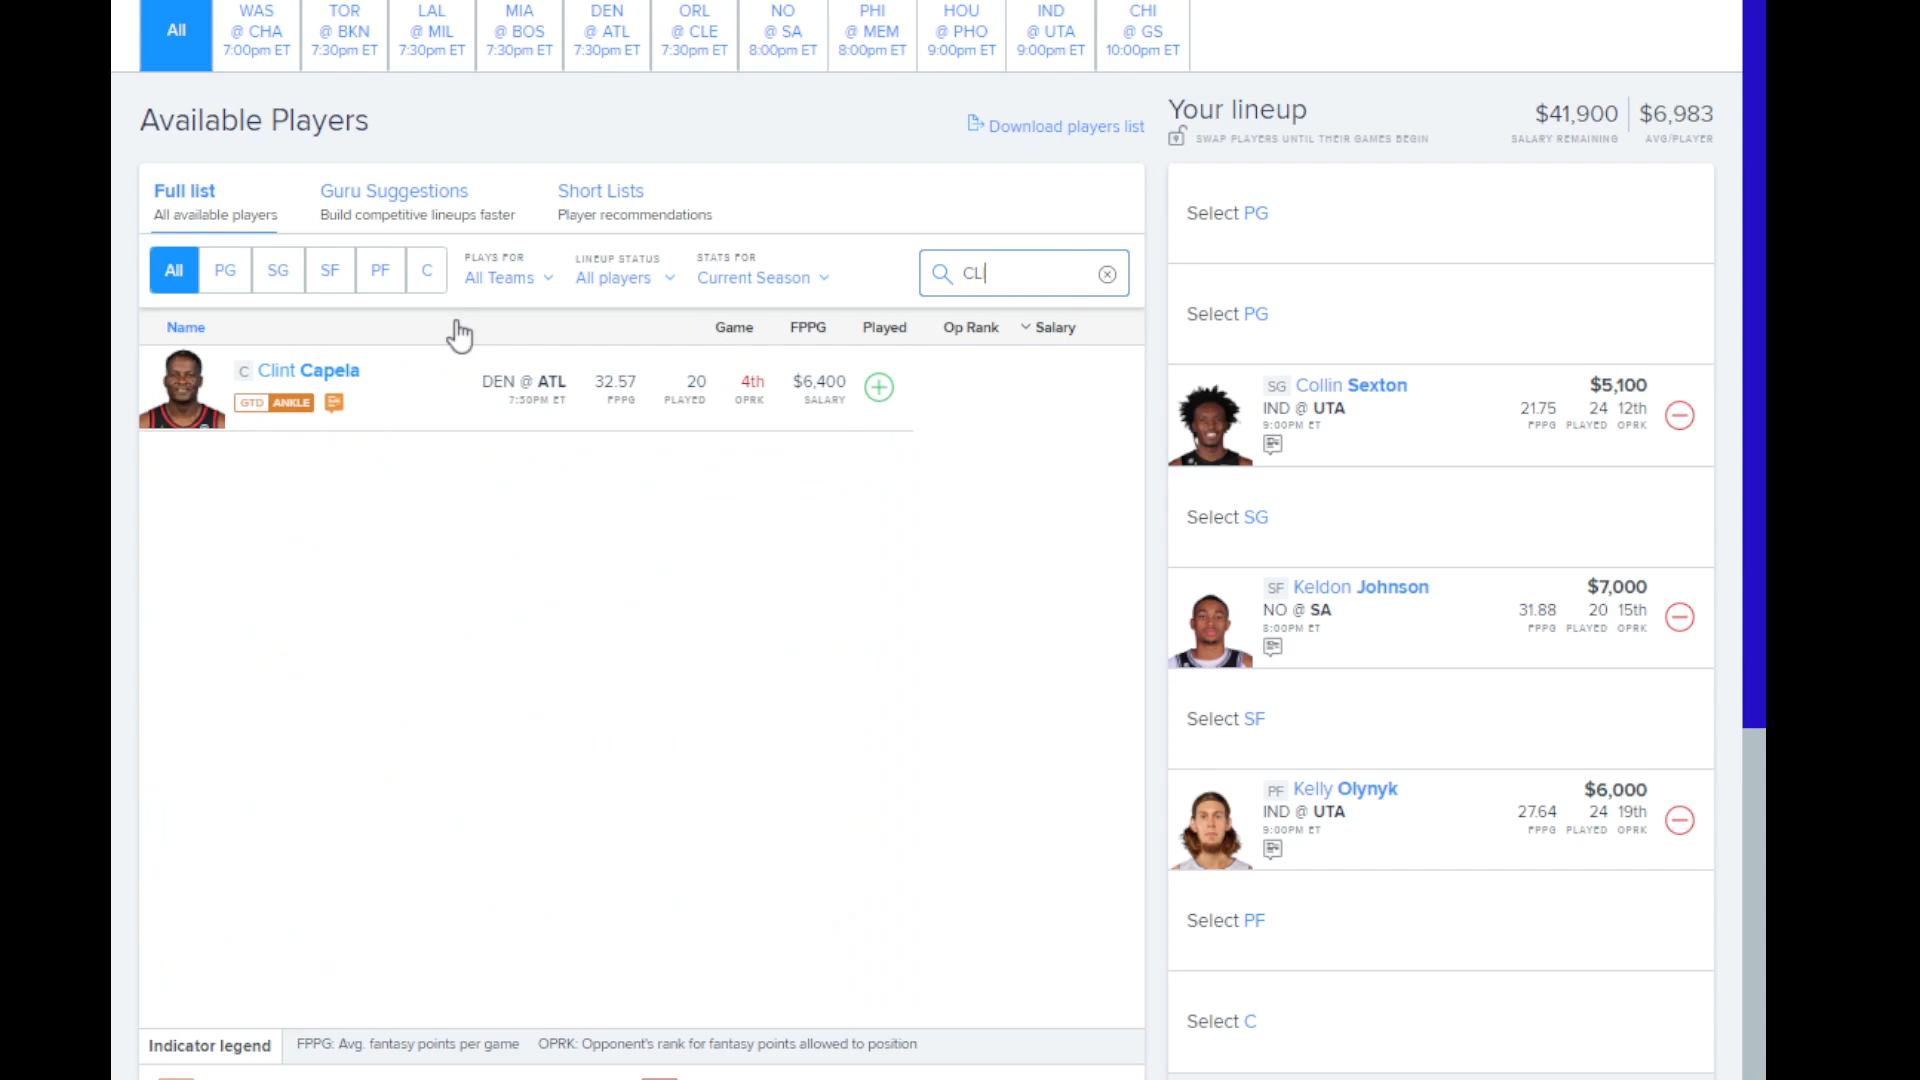 All
WAS
@ CHA
7:00pm ET
TOR
@ BKN
7:30pm ET
LAL
@ MIL
7:30pm ET
MIA
@ BOS
7:30pm ET
DEN
@ ATL
7:30pm ET
ORL
@ CLE
7:30pm ET
NO
@ SA
8:00pm ET
PHI
@ MEM
8:00pm ET
HOU
@ PHO
9:00pm ET
IND
@ UTA
9:00pm ET
CHI
@ GS
10:00pm ET
Available Players
Download players list
Full list
All available players
Guru Suggestions
Build competitive lineups faster
Short Lists
Player recommendations
All PG SG SF PF C
PLAYS FOR
All Teams
LINEUP STATUS
All players
STATS FOR
Current Season
CL
Name Game FPPG Played Op Rank Salary
C Clint Capela
GTD ANKLE
DEN @ ATL 32.57 20 4th $6,400
7:30PM ET FPPG PLAYED OPRK SALARY
Indicator legend FPPG: Avg. fantasy points per game OPRK: Opponent's rank for fantasy points allowed to position
Your lineup
SWAP PLAYERS UNTIL THEIR GAMES BEGIN
$41,900
SALARY REMAINING
$6,983
AVG/PLAYER
Select PG
Select PG
SG Collin Sexton $5,100
IND @ UTA 21.75 24 12th
9:00PM ET FPPG PLAYED OPRK
Select SG
SF Keldon Johnson $7,000
NO @ SA 31.88 20 15th
8:00PM ET FPPG PLAYED OPRK
Select SF
PF Kelly Olynyk $6,000
IND @ UTA 27.64 24 19th
9:00PM ET FPPG PLAYED OPRK
Select PF
Select C